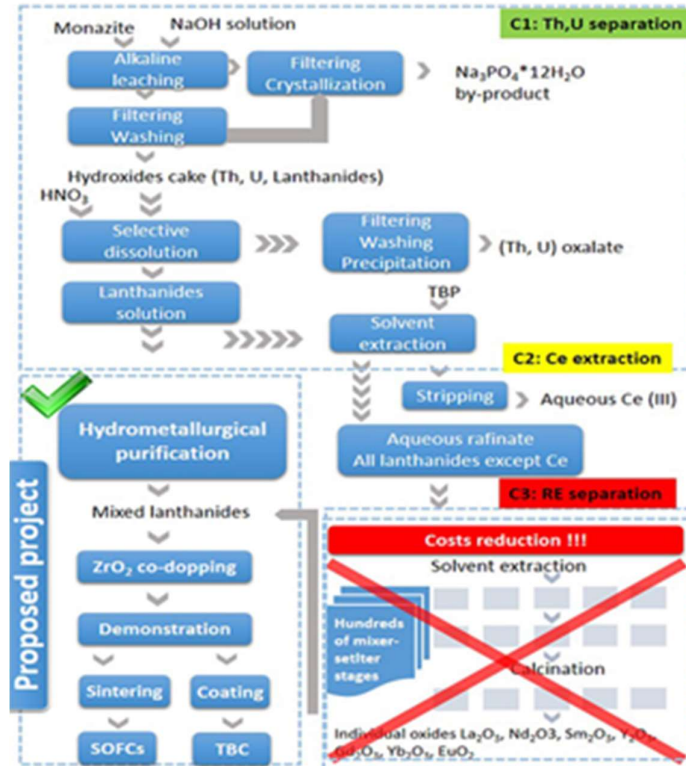 Monazite
NaOH solution
C1: Th,U separation
Alkaline
leaching
Filtering
Crystallization
Na₃PO₄*12H₂O
by-product
Filtering
Washing
Hydroxides cake (Th, U, Lanthanides)
HNO₃
Selective
dissolution
Filtering
Washing
Precipitation
(Th, U) oxalate
Lanthanides
solution
TBP
Solvent
extraction
C2: Ce extraction
Stripping
Aqueous Ce (III)
Aqueous rafinate
All lanthanides except Ce
C3: RE separation
Proposed project
Hydrometallurgical
purification
Mixed lanthanides
ZrO₂ co-dopping
Demonstration
Sintering
Coating
SOFCs
TBC
Costs reduction !!!
Solvent extraction
Hundreds
of mixer-
setlter
stages
Calcination
Individual oxides La₂O₃, Nd₂O3, Sm₂O₃, Y₂O₃,
Gd₂O₃, Yb₂O₃, EuO₂